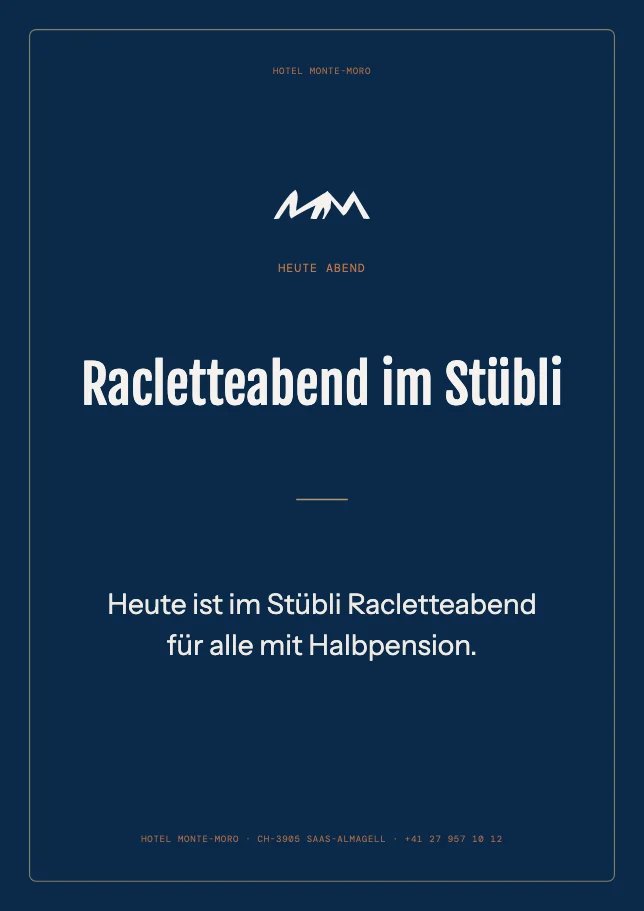 HOTEL MONTE-MORO
HEUTE ABEND
Racletteabend im Stübli
Heute ist im Stübli Racletteabend
für alle mit Halbpension.
HOTEL MONTE-MORO · CH-3905 SAAS-ALMAGELL · +41 27 957 10 12